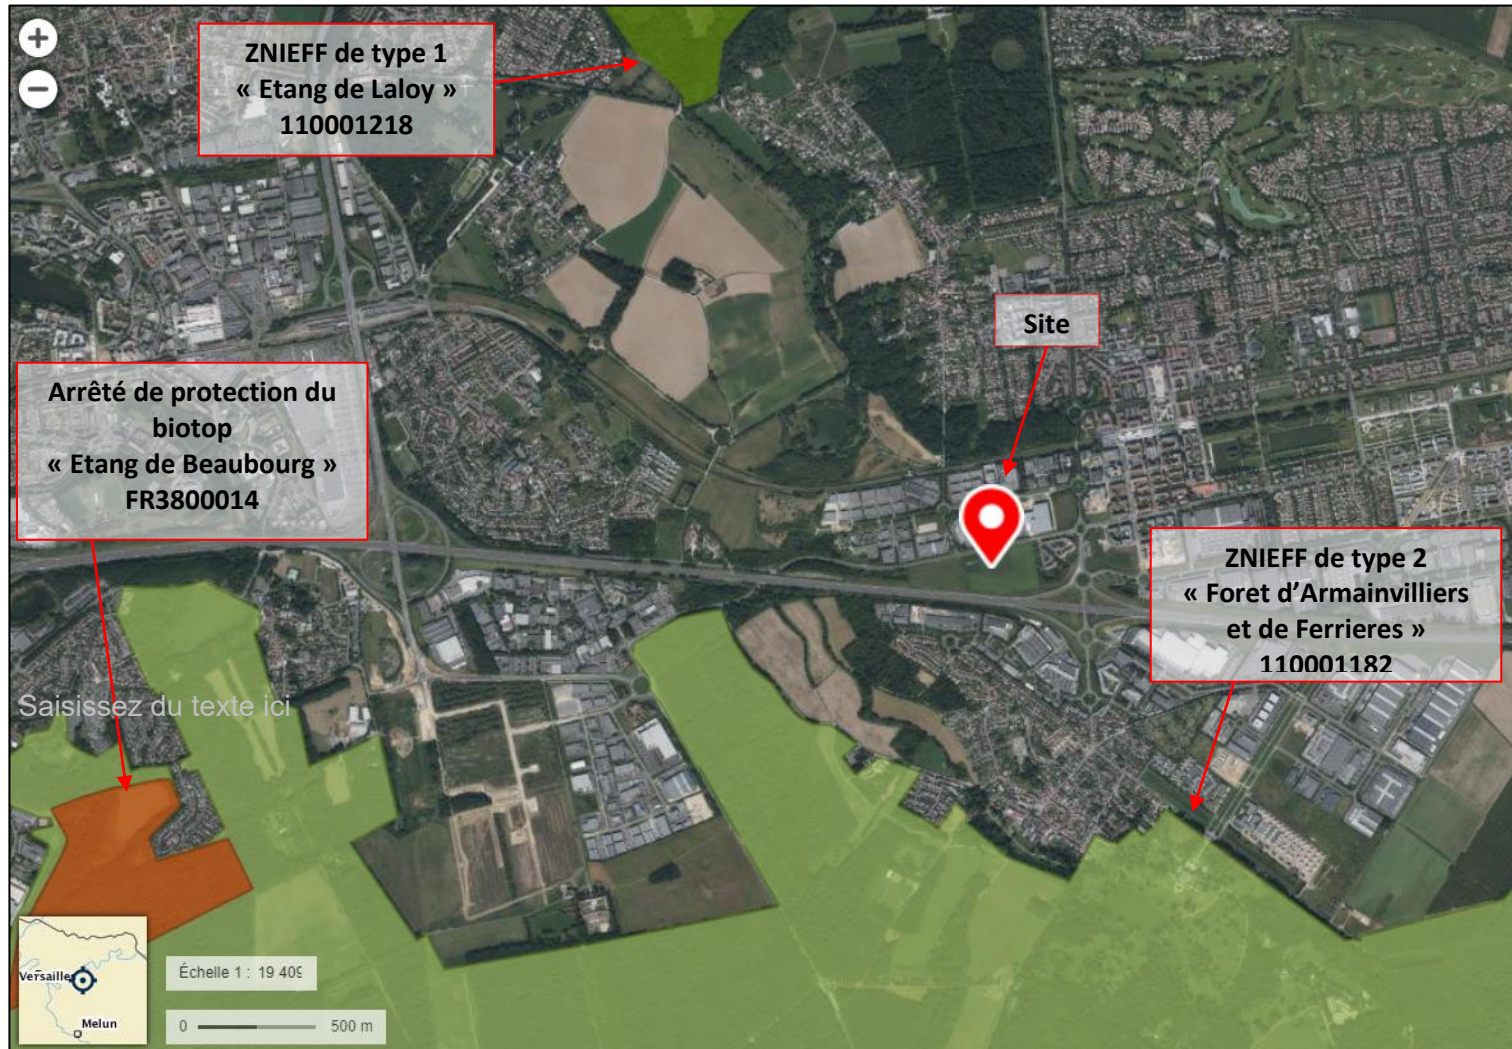 ZNIEFF de type 1
« Etang de Laloy »
110001218
Site
Arrêté de protection du
biotop
« Etang de Beaubourg »
FR3800014
ZNIEFF de type 2
« Foret d’Armainvilliers
et de Ferrieres »
110001182
Saisissez du texte ici
Versailles
Melun
Échelle 1 : 19 409
0 500 m